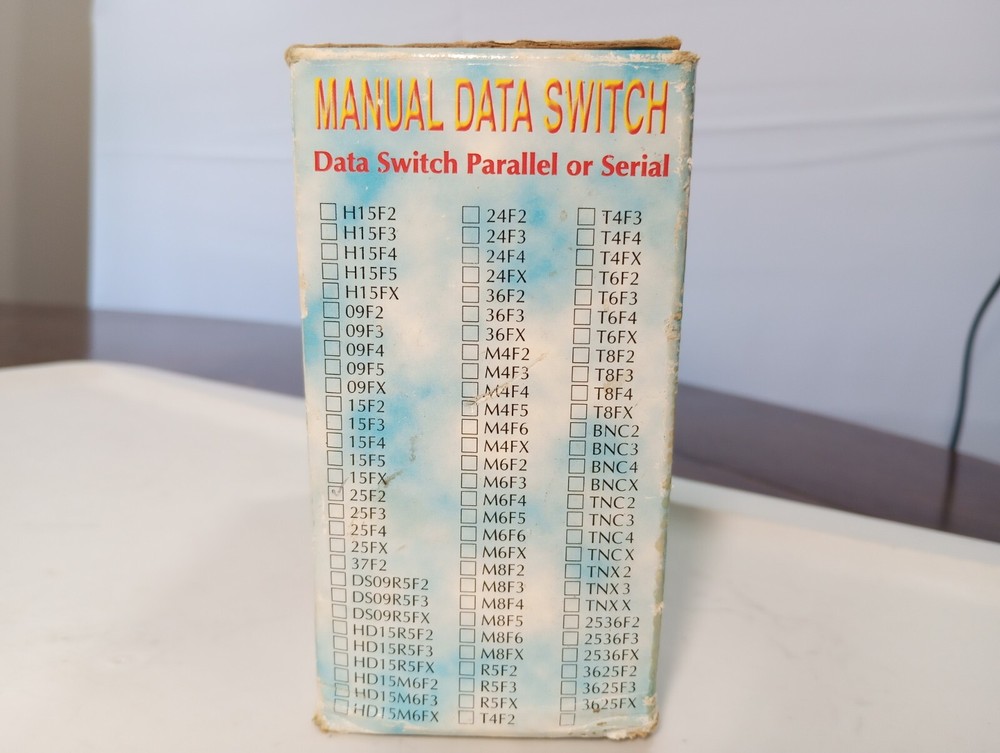 MANUAL DATA SWITCH
Data Switch Parallel or Serial
H15F2
H15F3
H15F4
H15F5
H15FX
09F2
09F3
09F4
09F5
09FX
15F2
15F3
15F4
15F5
15FX
25F2
25F3
25F4
25FX
37F2
DS09R5F2
DS09R5F3
DS09R5FX
HD15R5F2
HD15R5F3
HD15R5FX
HD15M6F2
HD15M6F3
HD15M6FX
24F2
24F3
24F4
24FX
36F2
36F3
36FX
M4F2
M4F3
M4F4
M4F5
M4F6
M4FX
M6F2
M6F3
M6F4
M6F5
M6F6
M6FX
M8F2
M8F3
M8F4
M8F5
M8F6
M8FX
R5F2
R5F3
R5FX
T4F2
T4F3
T4F4
T4FX
T6F2
T6F3
T6F4
T6FX
T8F2
T8F3
T8F4
T8FX
BNC2
BNC3
BNC4
BNCX
TNC2
TNC3
TNC4
TNCX
TNX2
TNX3
TNXX
2536F2
2536F3
2536FX
3625F2
3625F3
3625FX